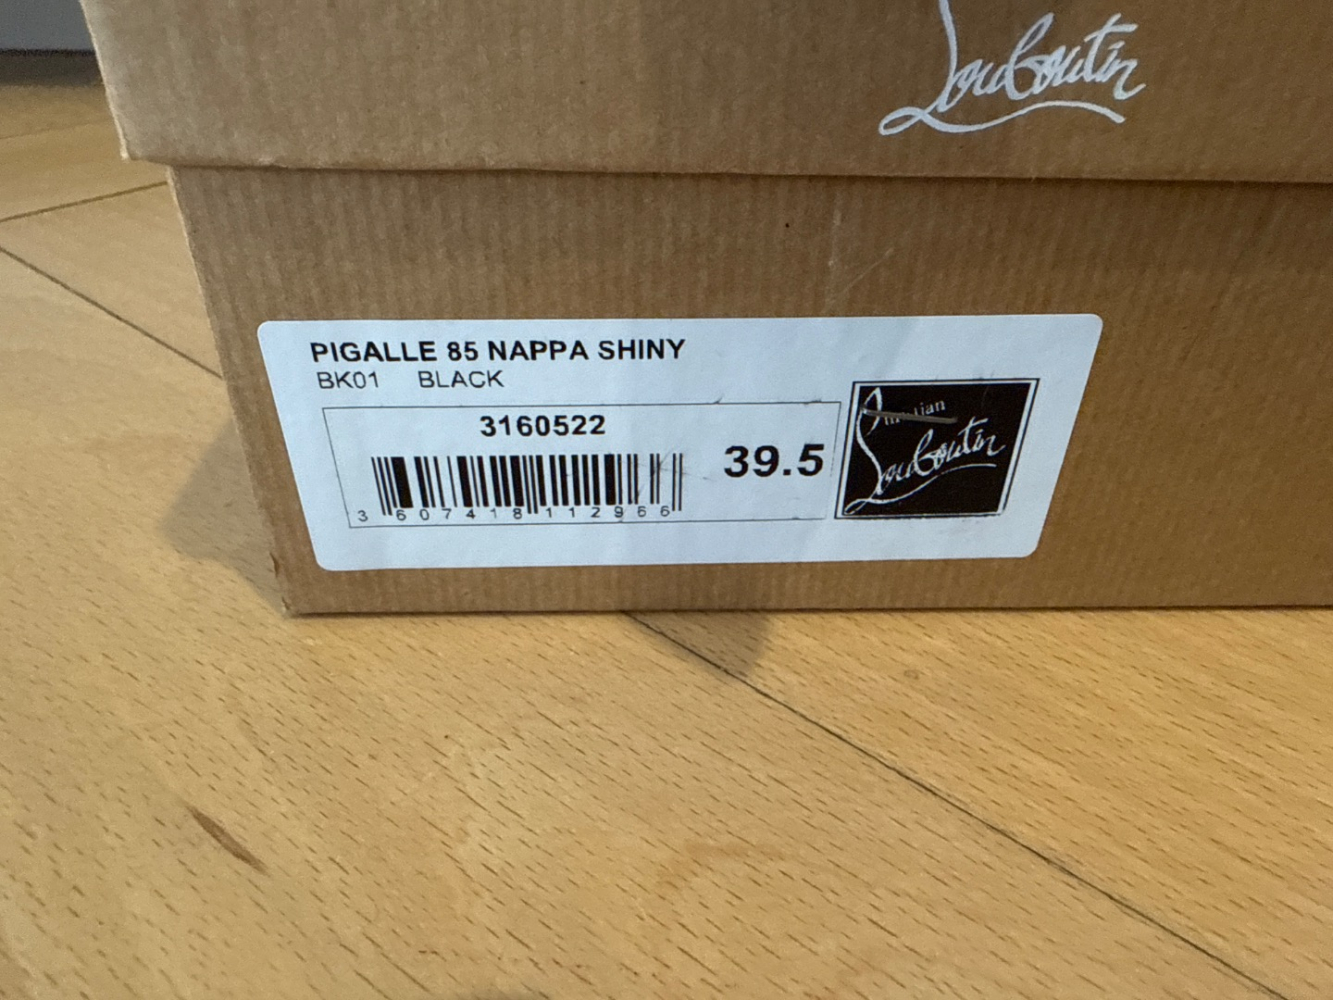 Louboutin
PIGALLE 85 NAPPA SHINY
BK01 BLACK
3160522
39.5
3 607418 112966
Louboutin